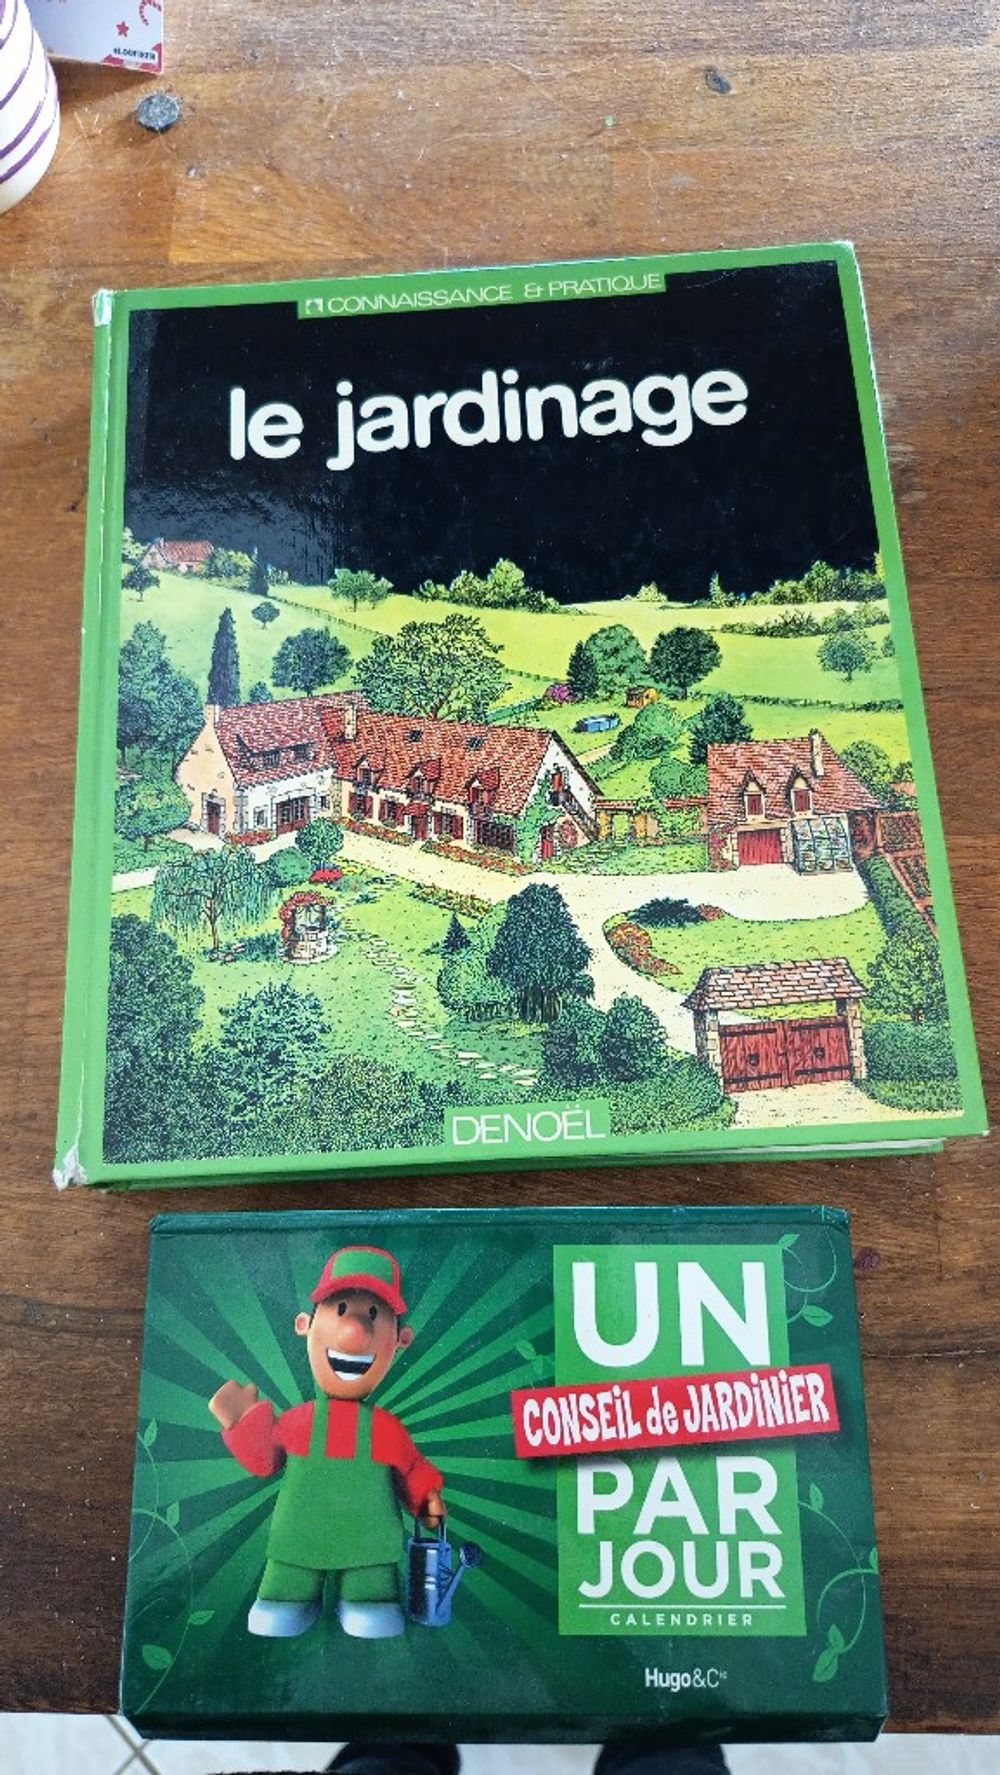 CONNAISSANCE & PRATIQUE
le jardinage
DENOËL
UN
CONSEIL de JARDINIER
PAR
JOUR
CALENDRIER
Hugo&Cie